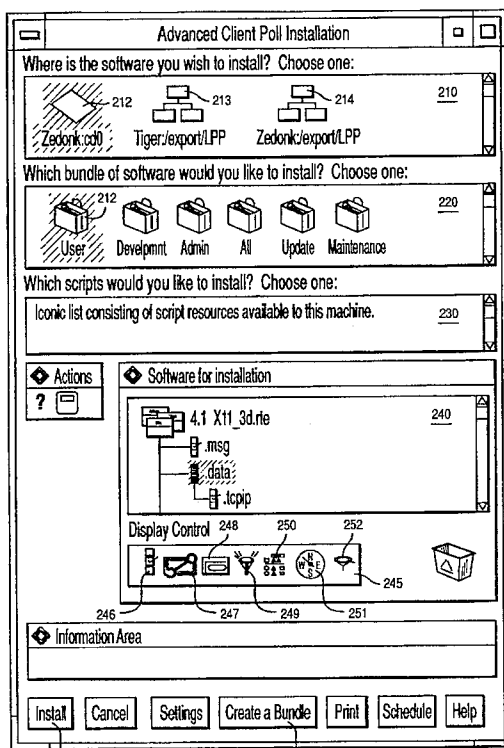 Advanced Client Poll Installation
Where is the software you wish to install? Choose one:
212 213 214 210
Zedonk:cd0 Tiger:/export/LPP Zedonk:/export/LPP
Which bundle of software would you like to install? Choose one:
212 220
User Develpmnt Admin All Update Maintenance
Which scripts would you like to install? Choose one:
Iconic list consisting of script resources available to this machine. 230
Actions Software for installation
?
4.1 X11_3d.rte 240
.msg
.data
.tcpip
Display Control 248 250 252
N W E S
246 247 249 251 245
Information Area
Install Cancel Settings Create a Bundle Print Schedule Help